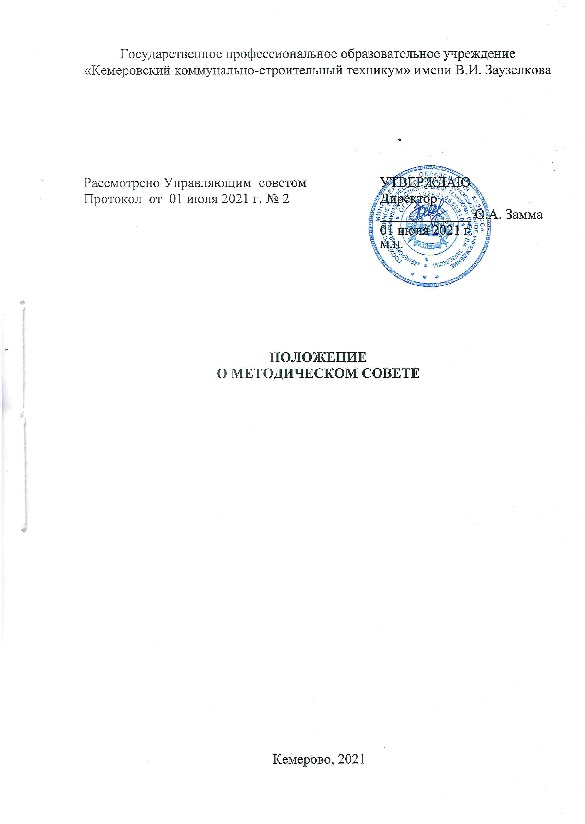 Государственное профессиональное образовательное учреждение
«Кемеровский коммунально-строительный техникум» имени В.И. Заузелкова
Рассмотрено Управляющим советом
Протокол от 01 июля 2021 г. № 2
УТВЕРЖДАЮ
Директор
О.А. Замма
01 июля 2021 г.
М.П.
ПОЛОЖЕНИЕ
О МЕТОДИЧЕСКОМ СОВЕТЕ
Кемерово, 2021